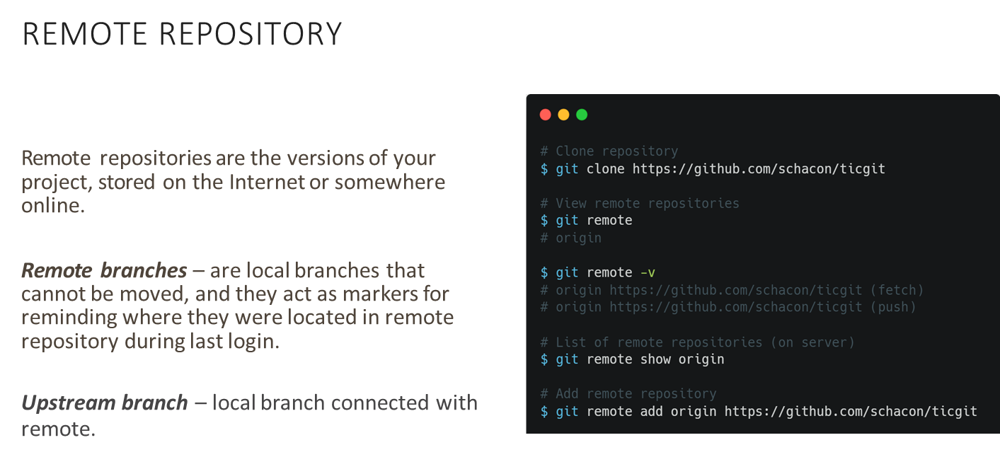 REMOTE REPOSITORY
Remote repositories are the versions of your
project, stored on the Internet or somewhere
online.
Remote branches – are local branches that
cannot be moved, and they act as markers for
reminding where they were located in remote
repository during last login.
Upstream branch – local branch connected with
remote.
# Clone repository
$ git clone https://github.com/schacon/ticgit
# View remote repositories
$ git remote
# origin
$ git remote -v
# origin https://github.com/schacon/ticgit (fetch)
# origin https://github.com/schacon/ticgit (push)
# List of remote repositories (on server)
$ git remote show origin
# Add remote repository
$ git remote add origin https://github.com/schacon/ticgit